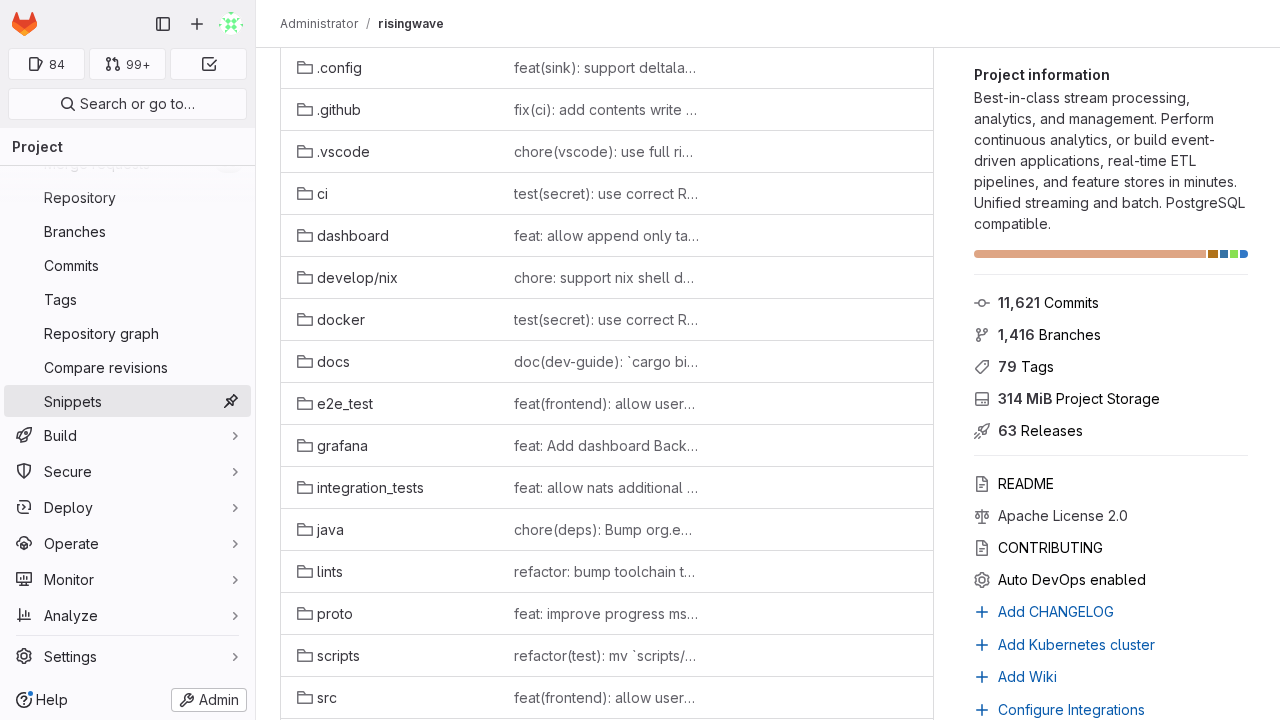 84
99+
Search or go to…
Project
Repository
Branches
Commits
Tags
Repository graph
Compare revisions
Snippets
Build
Secure
Deploy
Operate
Monitor
Analyze
Settings
Help
Admin
Administrator / risingwave
.config feat(sink): support deltala…
.github fix(ci): add contents write …
.vscode chore(vscode): use full ri…
ci test(secret): use correct R…
dashboard feat: allow append only ta…
develop/nix chore: support nix shell d…
docker test(secret): use correct R…
docs doc(dev-guide): `cargo bi…
e2e_test feat(frontend): allow user…
grafana feat: Add dashboard Back…
integration_tests feat: allow nats additional …
java chore(deps): Bump org.e…
lints refactor: bump toolchain t…
proto feat: improve progress ms…
scripts refactor(test): mv `scripts/…
src feat(frontend): allow user…
Project information
Best-in-class stream processing,
analytics, and management. Perform
continuous analytics, or build event-
driven applications, real-time ETL
pipelines, and feature stores in minutes.
Unified streaming and batch. PostgreSQL
compatible.
11,621 Commits
1,416 Branches
79 Tags
314 MiB Project Storage
63 Releases
README
Apache License 2.0
CONTRIBUTING
Auto DevOps enabled
Add CHANGELOG
Add Kubernetes cluster
Add Wiki
Configure Integrations